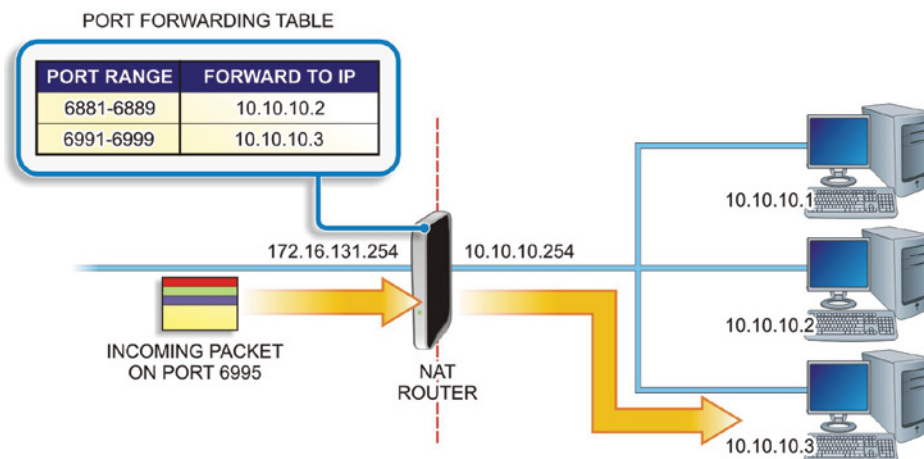 PORT FORWARDING TABLE
PORT RANGE FORWARD TO IP
6881-6889 10.10.10.2
6991-6999 10.10.10.3
172.16.131.254
10.10.10.254
10.10.10.1
10.10.10.2
10.10.10.3
INCOMING PACKET
ON PORT 6995
NAT
ROUTER